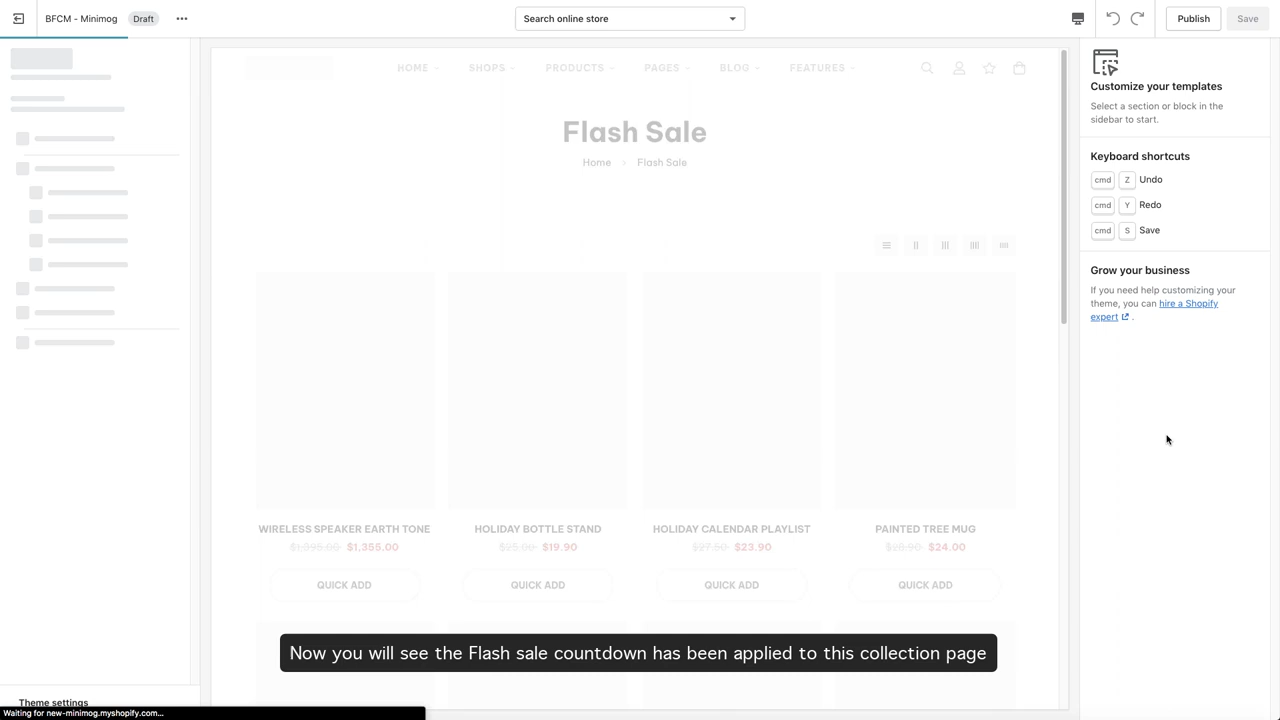 BFCM - Minimog
Draft
Search online store
Publish
Save
HOME
SHOPS
PRODUCTS
PAGES
BLOG
FEATURES
Flash Sale
Home > Flash Sale
WIRELESS SPEAKER EARTH TONE
$1,355.00
QUICK ADD
HOLIDAY BOTTLE STAND
$25.00 $19.90
QUICK ADD
HOLIDAY CALENDAR PLAYLIST
$27.50 $23.90
QUICK ADD
PAINTED TREE MUG
$24.00
QUICK ADD
Customize your templates
Select a section or block in the
sidebar to start.
Keyboard shortcuts
cmd Z Undo
cmd Y Redo
cmd S Save
Grow your business
If you need help customizing your
theme, you can hire a Shopify
expert .
Now you will see the Flash sale countdown has been applied to this collection page
Theme settings
Waiting for new-minimog.myshopify.com...